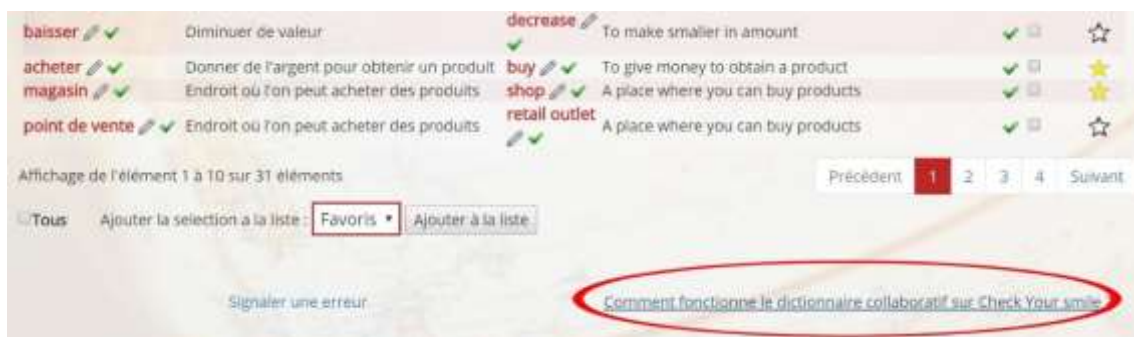 baisser Diminuer de valeur decrease To make smaller in amount
acheter Donner de l'argent pour obtenir un produit buy To give money to obtain a product
magasin Endroit où l'on peut acheter des produits shop A place where you can buy products
point de vente Endroit où l'on peut acheter des produits retail outlet A place where you can buy products
Affichage de l'élément 1 à 10 sur 31 éléments Précédent 1 2 3 4 Suivant
Tous Ajouter la selection a la liste : Favoris Ajouter à la liste
Signaler une erreur Comment fonctionne le dictionnaire collaboratif sur Check Your smile